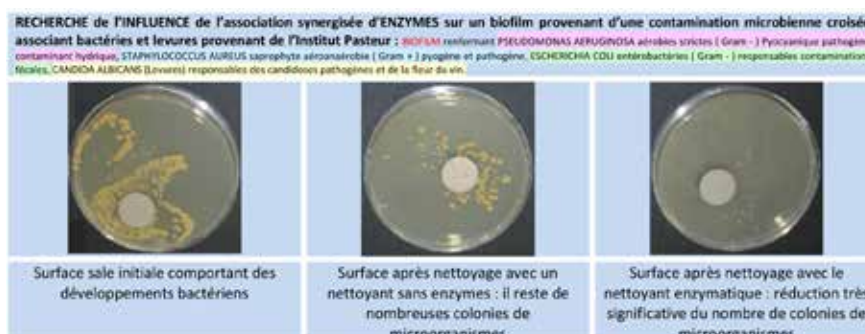 RECHERCHE de l'INFLUENCE de l'association synergisée d'ENZYMES sur un biofilm provenant d'une contamination microbienne croisée
associant bactéries et levures provenant de l'Institut Pasteur : BIOFILM renfermant PSEUDOMONAS AERUGINOSA aérobies strictes ( Gram - ) Pyocyanique pathogène
contaminant hydrique, STAPHYLOCOCCUS AUREUS saprophyte aéroanaérobie ( Gram + ) pyogène et pathogène, ESCHERICHIA COLI entérobactéries ( Gram - ) responsables contamination
fécales, CANDIDA ALBICANS (Levures) responsables des candidoses pathogènes et de la fleur du vin.
Surface sale initiale comportant des
développements bactériens
Surface après nettoyage avec un
nettoyant sans enzymes : il reste de
nombreuses colonies de
microorganismes
Surface après nettoyage avec le
nettoyant enzymatique : réduction très
significative du nombre de colonies de
microorganismes